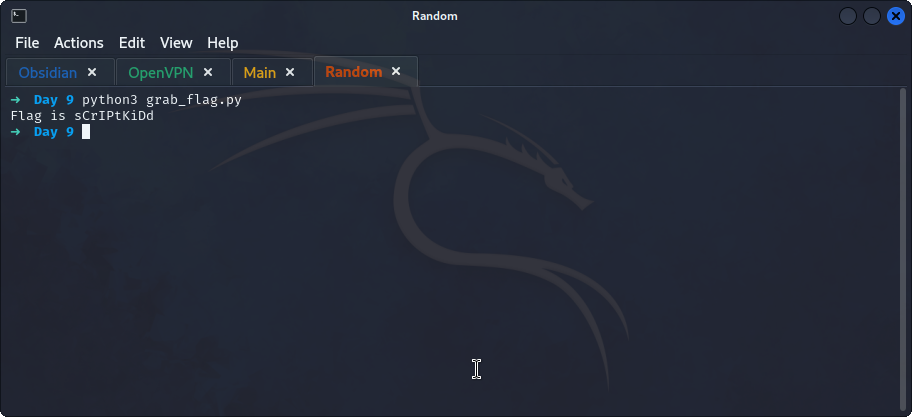 Random
File Actions Edit View Help
Obsidian × OpenVPN × Main × Random ×
→ Day 9 python3 grab_flag.py
Flag is sCrIPtKiDd
→ Day 9